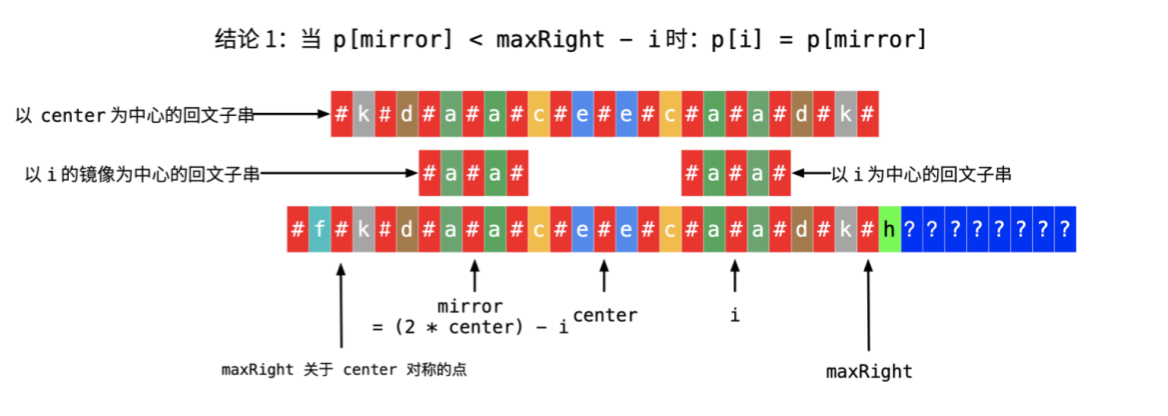 结论 1：当 p[mirror] < maxRight - i 时：p[i] = p[mirror]
以 center 为中心的回文子串
#k#d#a#a#c#e#e#c#a#a#d#k#
以 i 的镜像为中心的回文子串
#a#a#
#a#a#
以 i 为中心的回文子串
#f#k#d#a#a#c#e#e#c#a#a#d#k#h????????
mirror
= (2 * center) - i
center
i
maxRight 关于 center 对称的点
maxRight